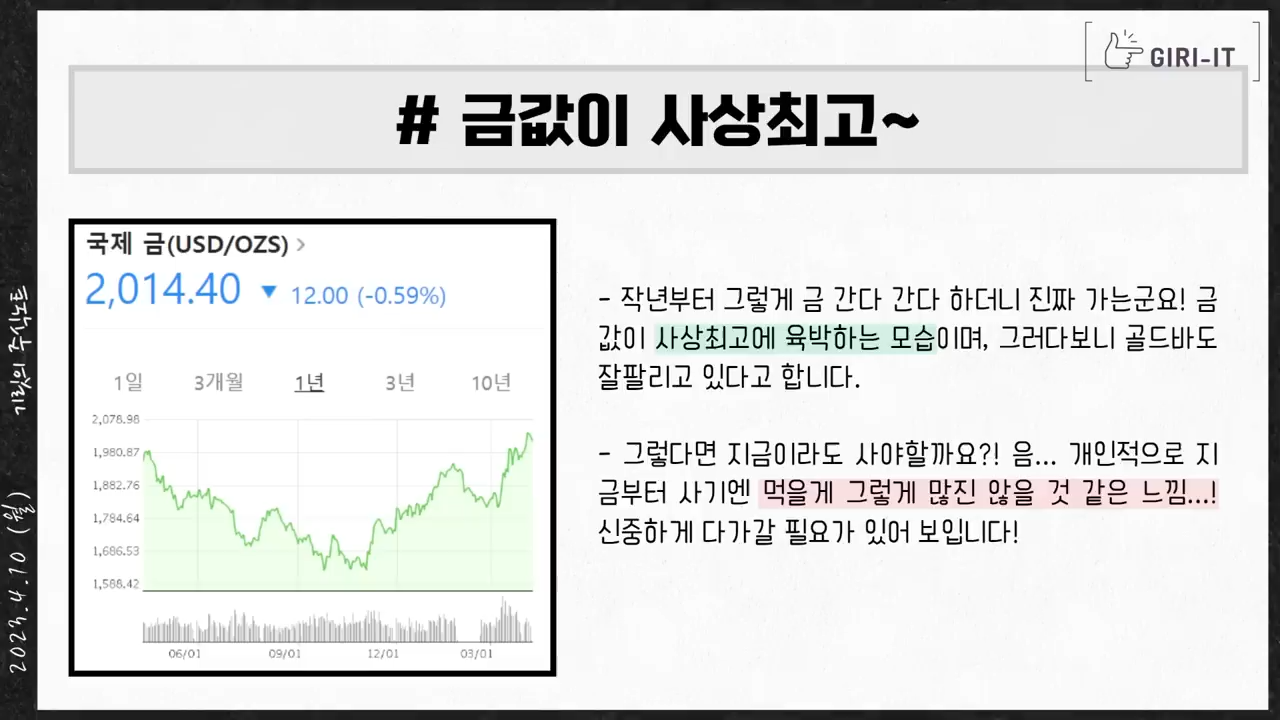 GIRI-IT
# 금값이 사상최고~
국제 금(USD/OZS) >
2,014.40 ▼ 12.00 (-0.59%)
1일 3개월 1년 3년 10년
2,078.98
1,980.87
1,882.76
1,784.64
1,686.53
1,588.42
06/01 09/01 12/01 03/01
- 작년부터 그렇게 금 간다 간다 하더니 진짜 가는군요! 금
값이 사상최고에 육박하는 모습이며, 그러다보니 골드바도
잘팔리고 있다고 합니다.
- 그렇다면 지금이라도 사야할까요?! 음... 개인적으로 지
금부터 사기엔 먹을게 그렇게 많진 않을 것 같은 느낌...!
신중하게 다가갈 필요가 있어 보입니다!
2023.4.10 (월) 기릿의 주식노트